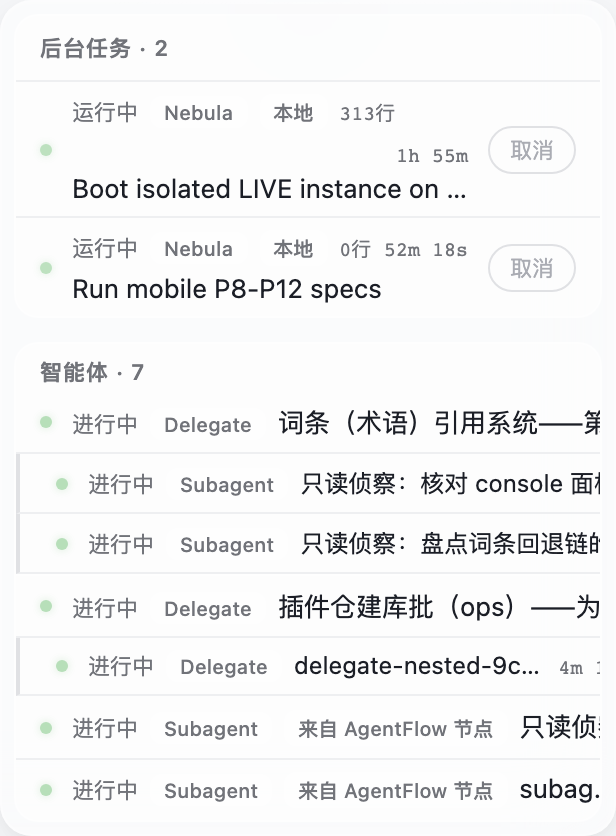 后台任务 · 2
运行中 Nebula 本地 313行
1h 55m
取消
Boot isolated LIVE instance on ...
运行中 Nebula 本地 0行 52m 18s
取消
Run mobile P8-P12 specs
智能体 · 7
进行中 Delegate 词条（术语）引用系统——第
进行中 Subagent 只读侦察：核对 console 面
进行中 Subagent 只读侦察：盘点词条回退链
进行中 Delegate 插件仓建库批（ops）——为
进行中 Delegate delegate-nested-9c... 4m
进行中 Subagent 来自 AgentFlow 节点 只读侦
进行中 Subagent 来自 AgentFlow 节点 subag.